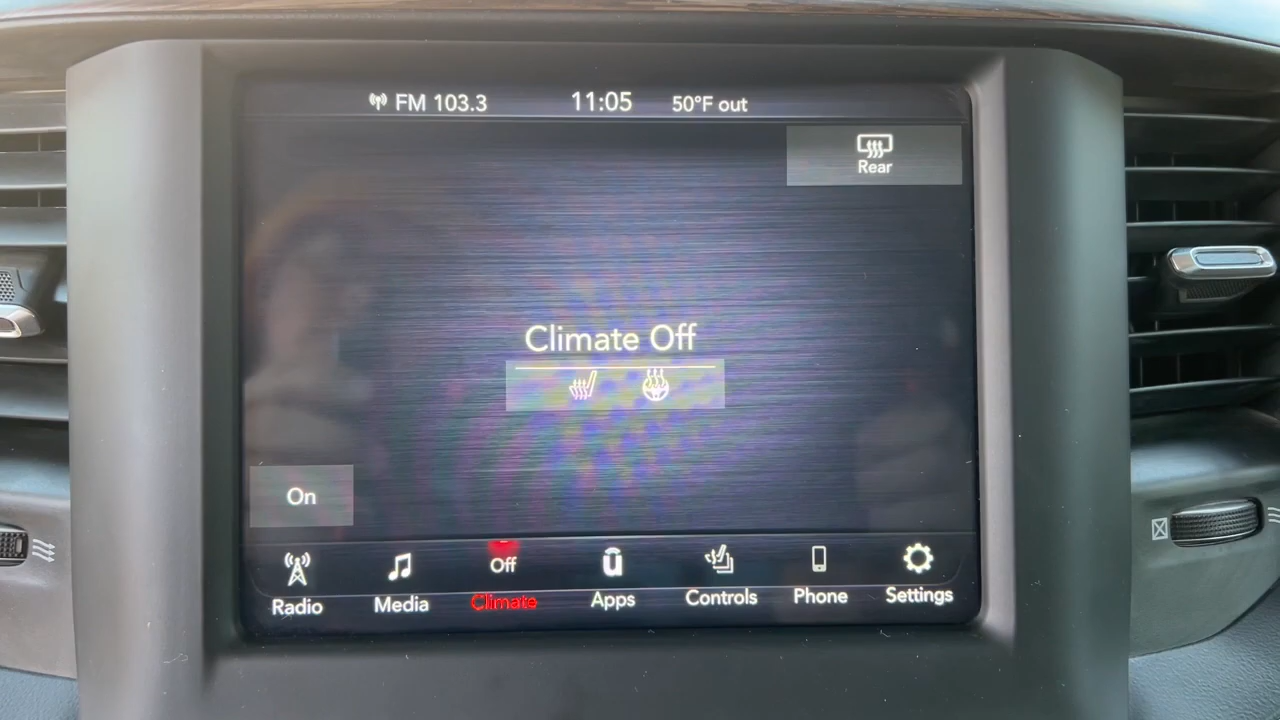 FM 103.3 11:05 50°F out
Rear
Climate Off
On
Off
Radio Media Climate Apps Controls Phone Settings